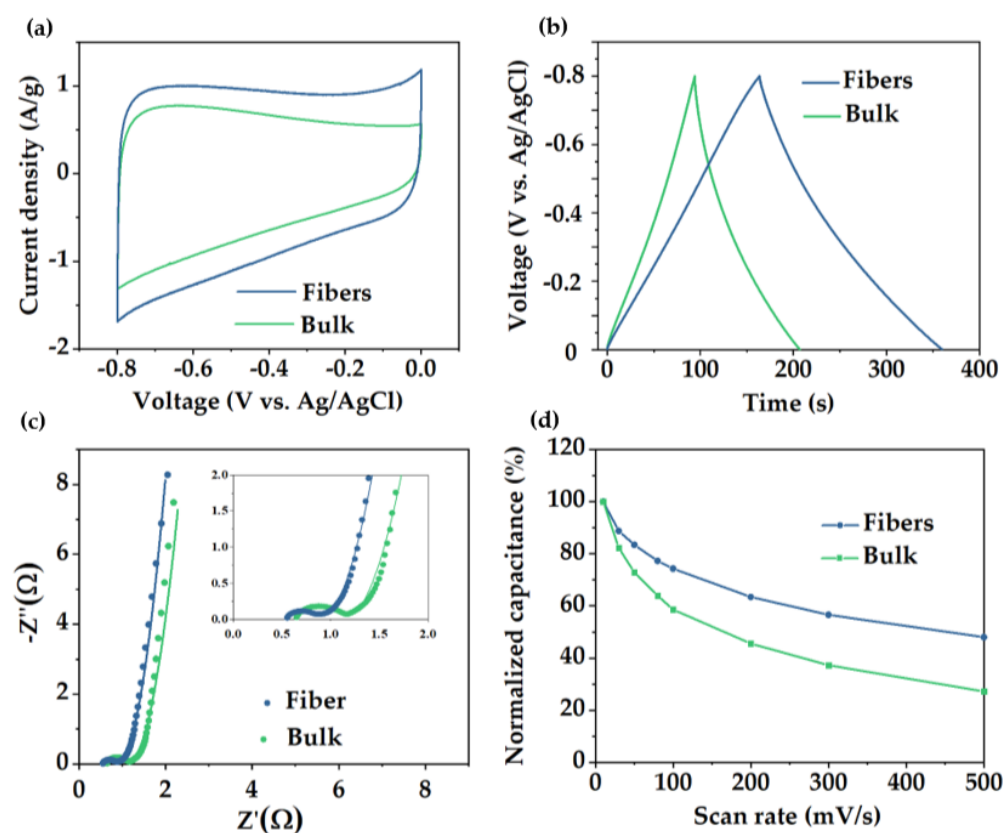 (a)
Current density (A/g)
1
0
-1
-2
Fibers
Bulk
-0.8 -0.6 -0.4 -0.2 0.0
Voltage (V vs. Ag/AgCl)
(b)
Voltage (V vs. Ag/AgCl)
-0.8
-0.6
-0.4
-0.2
0
Fibers
Bulk
0 100 200 300 400
Time (s)
(c)
-Z''(Ω)
8
6
4
2
0
2.0
1.5
1.0
0.5
0.0
0.0 0.5 1.0 1.5 2.0
Fiber
Bulk
0 2 4 6 8
Z'(Ω)
(d)
Normalized capacitance (%)
120
100
80
60
40
20
0
Fibers
Bulk
0 100 200 300 400 500
Scan rate (mV/s)